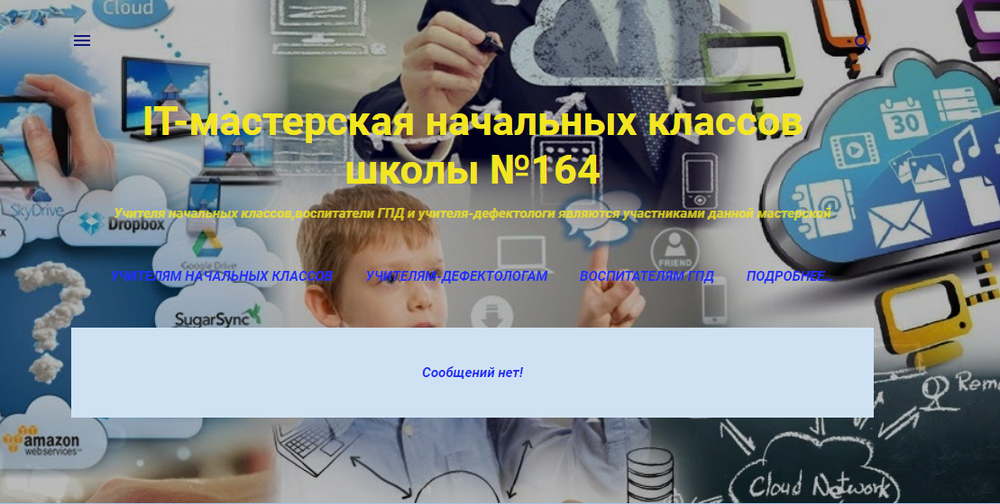 Cloud
IT-мастерская начальных классов
школы №164
Учителя начальных классов,воспитатели ГПД и учителя-дефектологи являются участниками данной мастерской
SkyDrive
Dropbox
30
Google Drive
FRIEND
УЧИТЕЛЯМ НАЧАЛЬНЫХ КЛАССОВ УЧИТЕЛЯМ-ДЕФЕКТОЛОГАМ ВОСПИТАТЕЛЯМ ГПД ПОДРОБНЕЕ…
SugarSync
Сообщений нет!
amazon
webservices™
Cloud Network